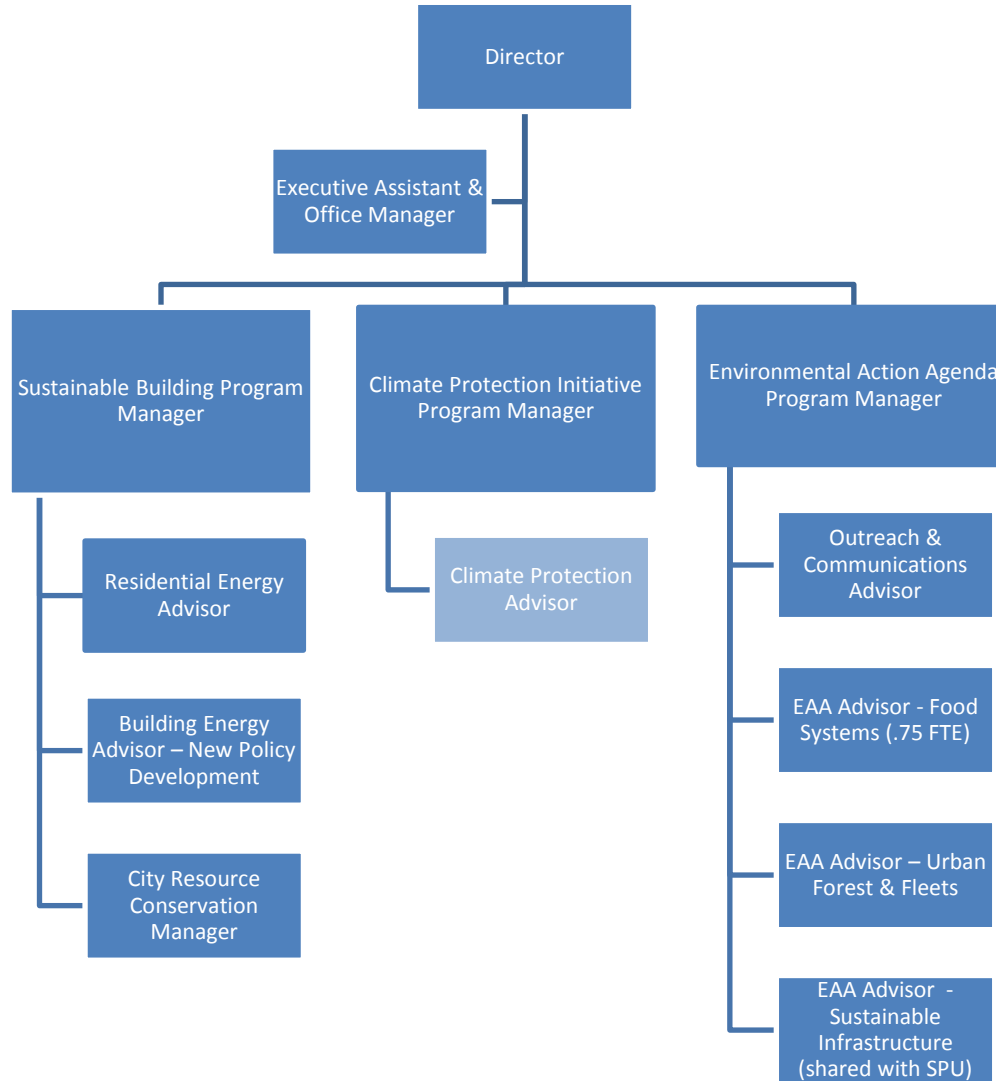 Director
Executive Assistant &
Office Manager
Sustainable Building Program
Manager
Climate Protection Initiative
Program Manager
Environmental Action Agenda
Program Manager
Residential Energy
Advisor
Building Energy
Advisor – New Policy
Development
City Resource
Conservation
Manager
Climate Protection
Advisor
Outreach &
Communications
Advisor
EAA Advisor - Food
Systems (.75 FTE)
EAA Advisor – Urban
Forest & Fleets
EAA Advisor  -
Sustainable
Infrastructure
(shared with SPU)